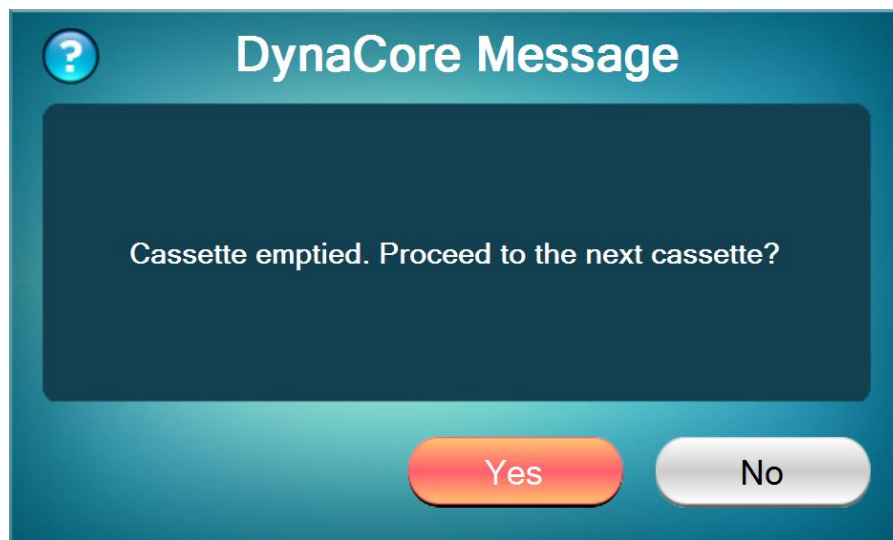 ?
DynaCore Message
Cassette emptied. Proceed to the next cassette?
Yes
No